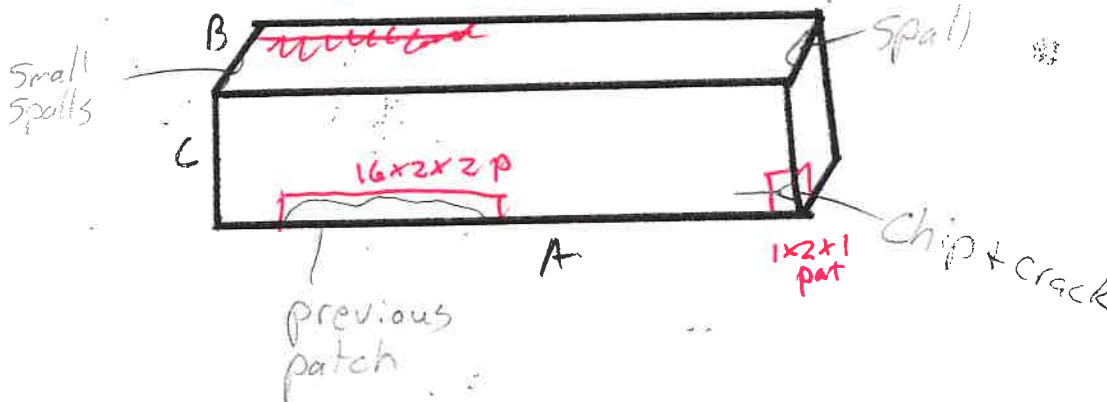 B
Spall
Small
Spalls
C
16x2x2 P
A
1x2x1
pat
Chip + crack
previous
patch